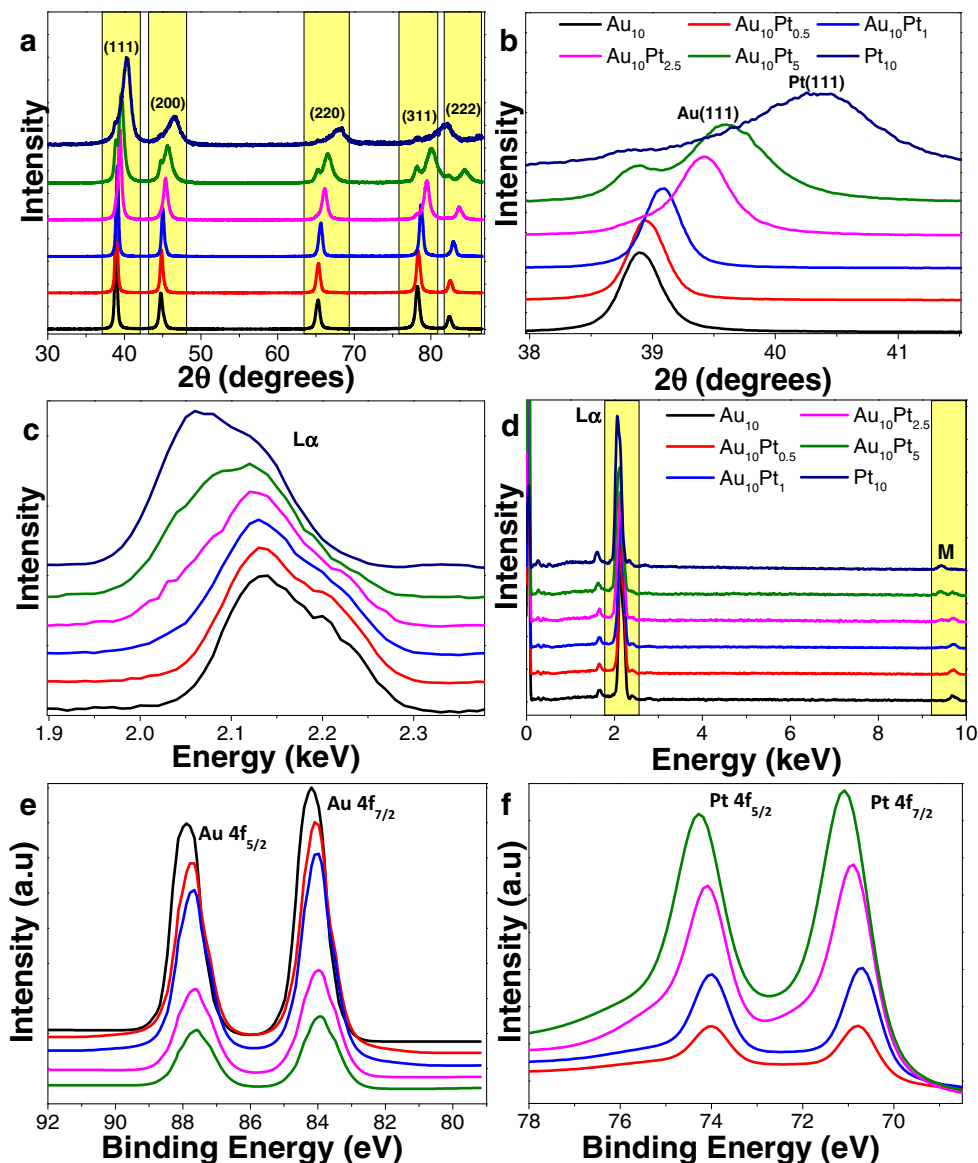 a
(111)
(200)
(220)
(311)
(222)
Intensity
30 40 50 60 70 80
2θ (degrees)
b
Au10 Au10Pt0.5 Au10Pt1
Au10Pt2.5 Au10Pt5 Pt10
Au(111)
Pt(111)
Intensity
38 39 40 41
2θ (degrees)
c
Lα
Intensity
1.9 2.0 2.1 2.2 2.3
Energy (keV)
d
Lα
Au10 Au10Pt2.5
Au10Pt0.5 Au10Pt5
Au10Pt1 Pt10
M
Intensity
0 2 4 6 8 10
Energy (keV)
e
Au 4f5/2
Au 4f7/2
Intensity (a.u)
92 90 88 86 84 82 80
Binding Energy (eV)
f
Pt 4f5/2
Pt 4f7/2
Intensity (a.u)
78 76 74 72 70
Binding Energy (eV)